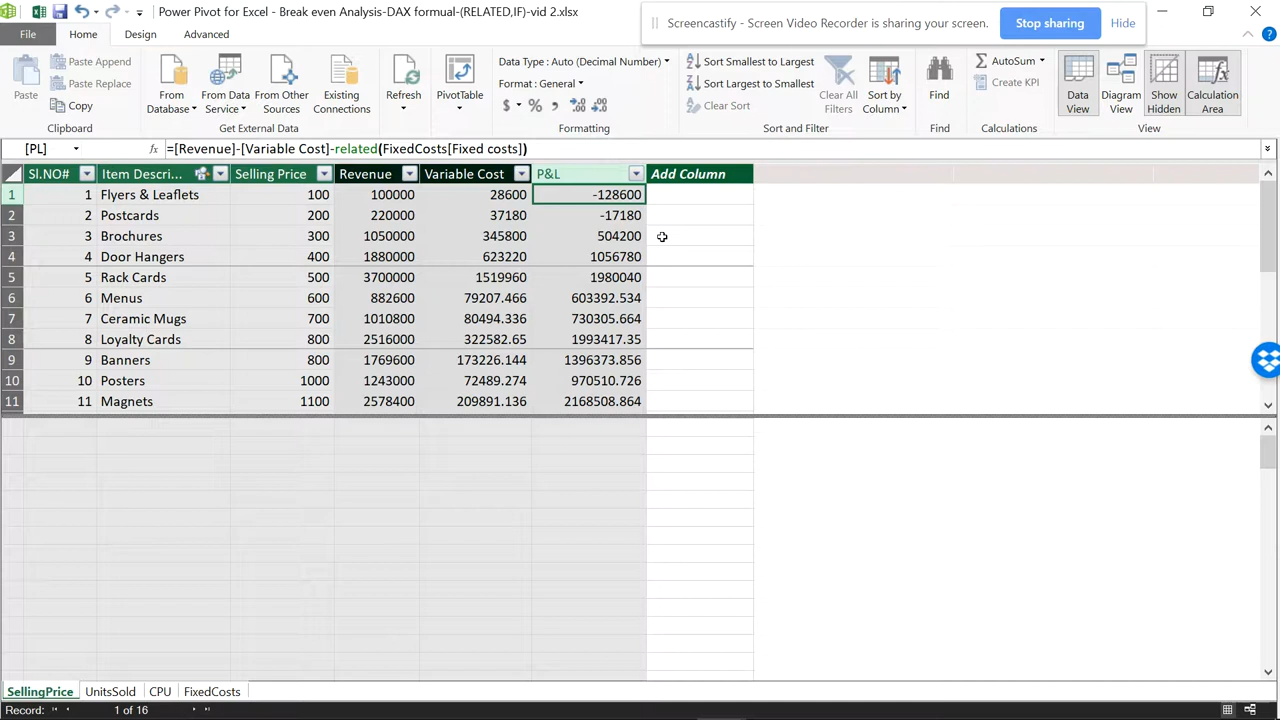 Power Pivot for Excel - Break even Analysis-DAX formual-(RELATED,IF)-vid 2.xlsx
Screencastify - Screen Video Recorder is sharing your screen. Stop sharing Hide
File Home Design Advanced
Paste
Paste Append
Paste Replace
Copy
Clipboard
From Database
From Data Service
From Other Sources
Existing Connections
Get External Data
Refresh
PivotTable
Data Type : Auto (Decimal Number)
Format : General
$ % ,
Formatting
Sort Smallest to Largest
Sort Largest to Smallest
Clear Sort
Clear All Filters
Sort by Column
Sort and Filter
Find
Find
AutoSum
Create KPI
Calculations
Data View
Diagram View
Show Hidden
Calculation Area
View
[PL] fx =[Revenue]-[Variable Cost]-related(FixedCosts[Fixed costs])
Sl.NO# Item Descri... Selling Price Revenue Variable Cost P&L Add Column
1 1 Flyers & Leaflets 100 100000 28600 -128600
2 2 Postcards 200 220000 37180 -17180
3 3 Brochures 300 1050000 345800 504200
4 4 Door Hangers 400 1880000 623220 1056780
5 5 Rack Cards 500 3700000 1519960 1980040
6 6 Menus 600 882600 79207.466 603392.534
7 7 Ceramic Mugs 700 1010800 80494.336 730305.664
8 8 Loyalty Cards 800 2516000 322582.65 1993417.35
9 9 Banners 800 1769600 173226.144 1396373.856
10 10 Posters 1000 1243000 72489.274 970510.726
11 11 Magnets 1100 2578400 209891.136 2168508.864
SellingPrice UnitsSold CPU FixedCosts
Record: 1 of 16